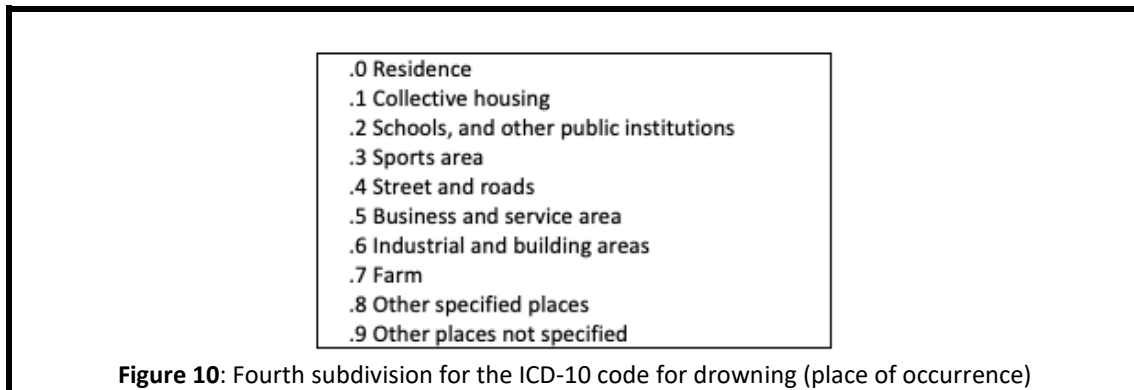 .0 Residence
.1 Collective housing
.2 Schools, and other public institutions
.3 Sports area
.4 Street and roads
.5 Business and service area
.6 Industrial and building areas
.7 Farm
.8 Other specified places
.9 Other places not specified
Figure 10: Fourth subdivision for the ICD-10 code for drowning (place of occurrence)